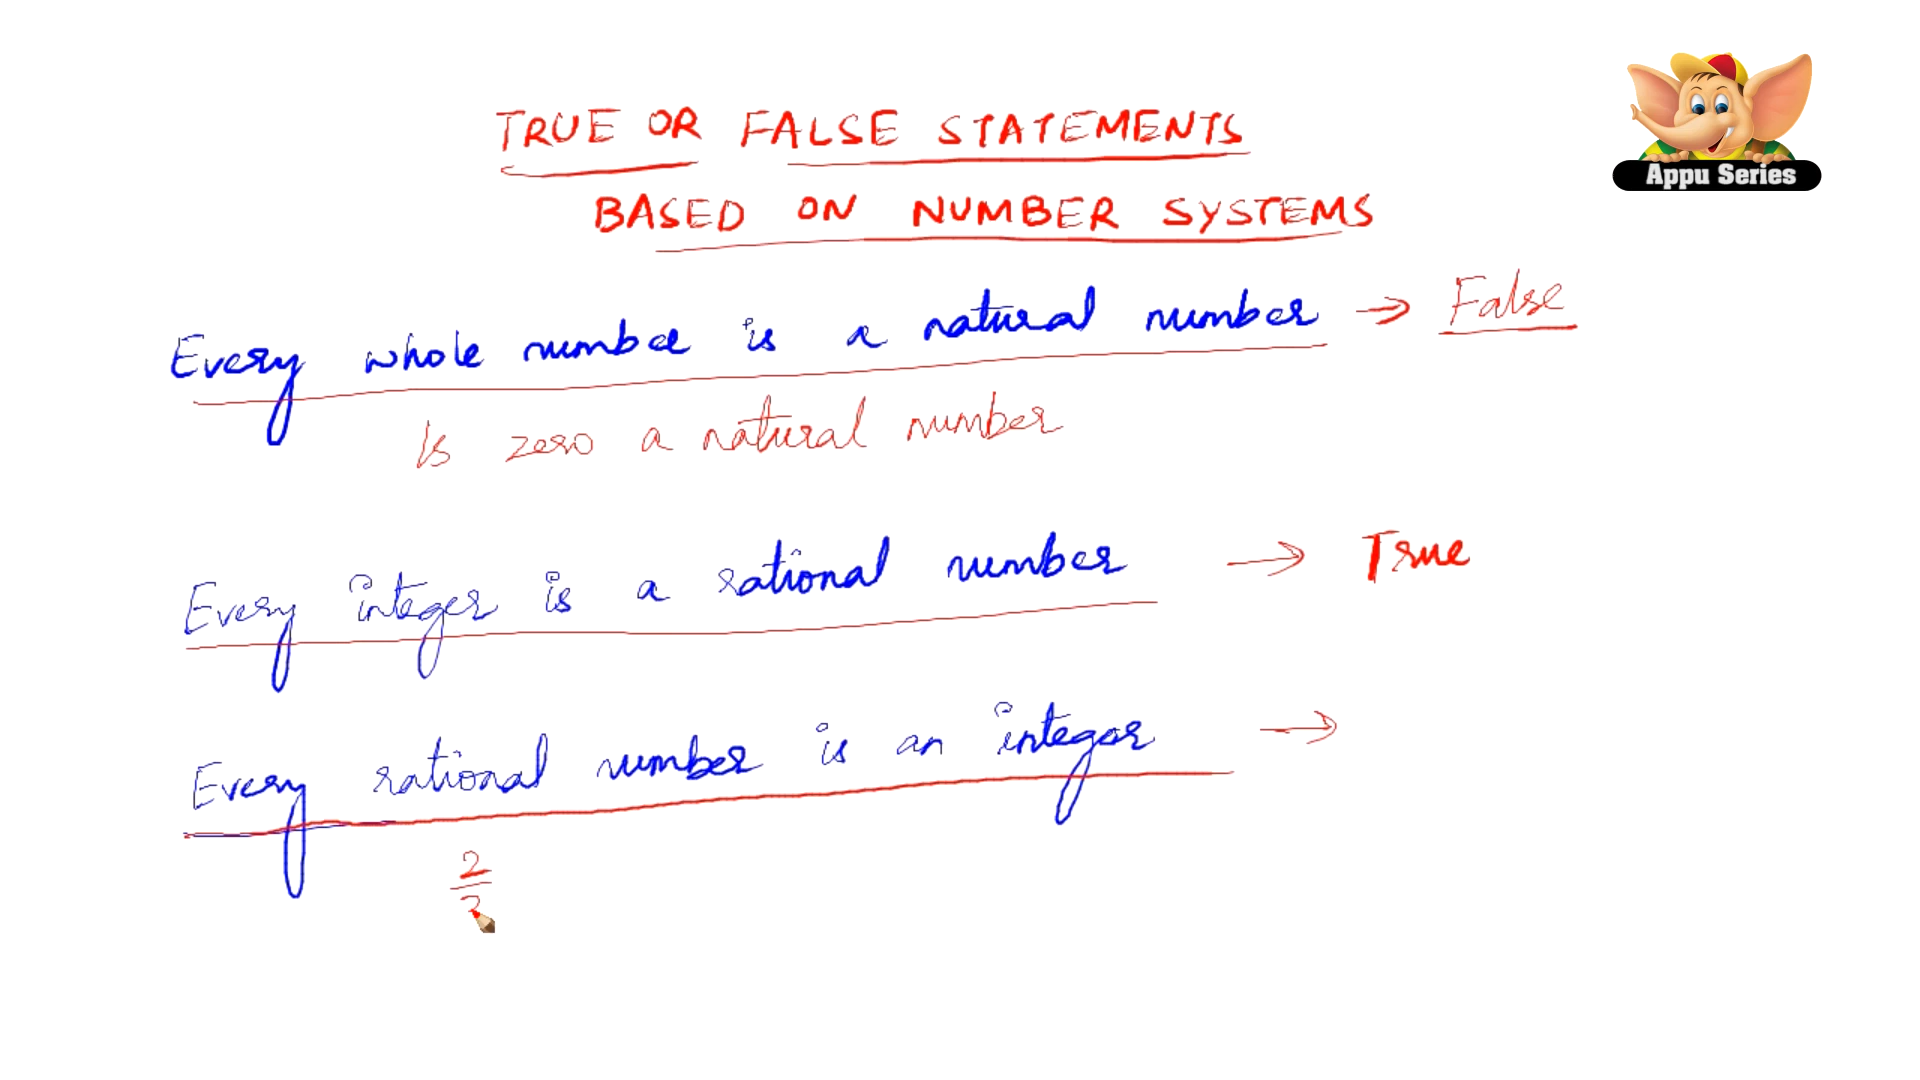 TRUE OR FALSE STATEMENTS
Appu Series
BASED ON NUMBER SYSTEMS
Every whole number is a natural number → False
Is zero a natural number
Every integer is a rational number → True
Every rational number is an integer →
2